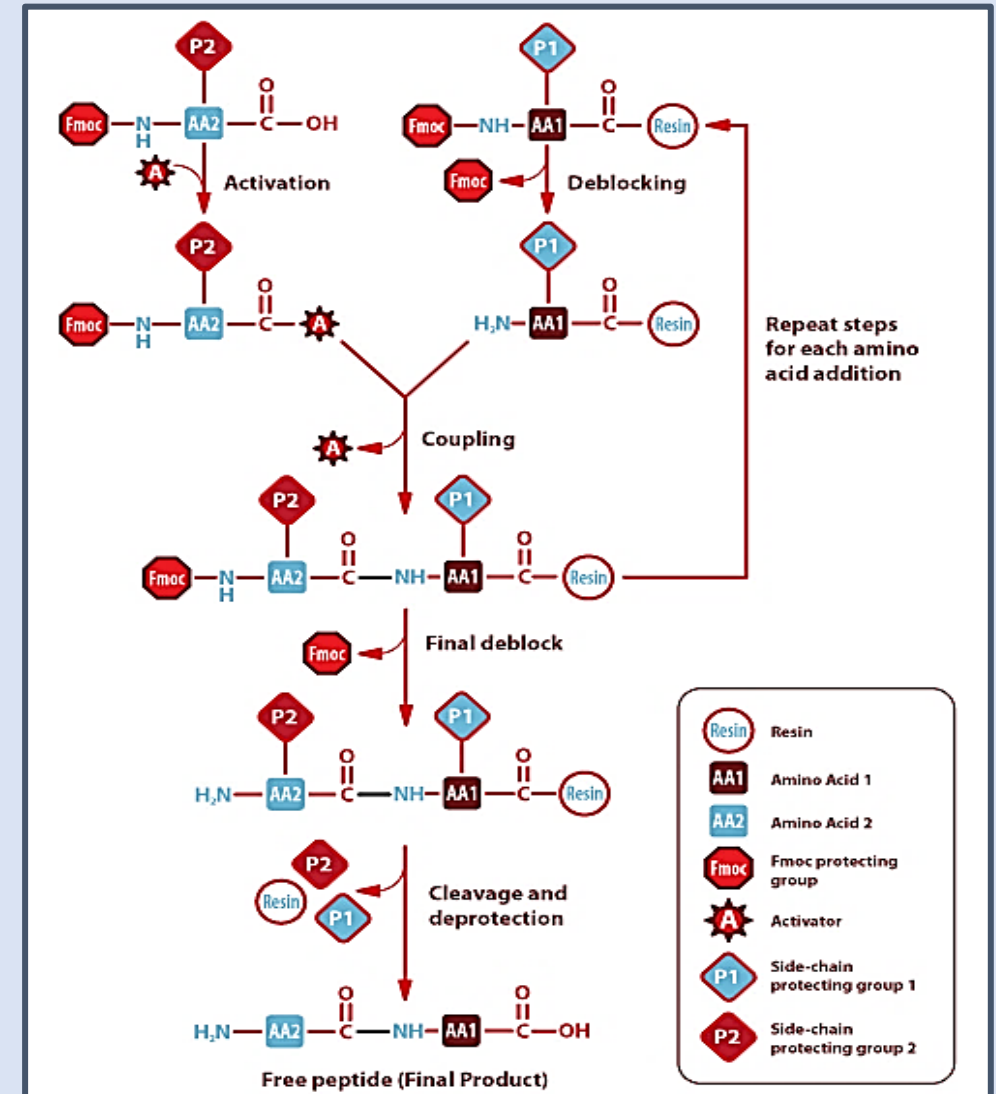 P2
P1
Fmoc N H AA2 C O OH
Fmoc NH AA1 C O Resin
A Activation
Fmoc Deblocking
P2
P1
Fmoc N H AA2 C O A
H₂N AA1 C O Resin
Repeat steps
for each amino
acid addition
A Coupling
P2 P1
Fmoc N H AA2 C O NH AA1 C O Resin
Fmoc Final deblock
P2 P1
H₂N AA2 C O NH AA1 C O Resin
P2
Resin P1
Cleavage and
deprotection
H₂N AA2 C O NH AA1 C O OH
Free peptide (Final Product)
Resin Resin
AA1 Amino Acid 1
AA2 Amino Acid 2
Fmoc Fmoc protecting
group
A Activator
P1 Side-chain
protecting group 1
P2 Side-chain
protecting group 2